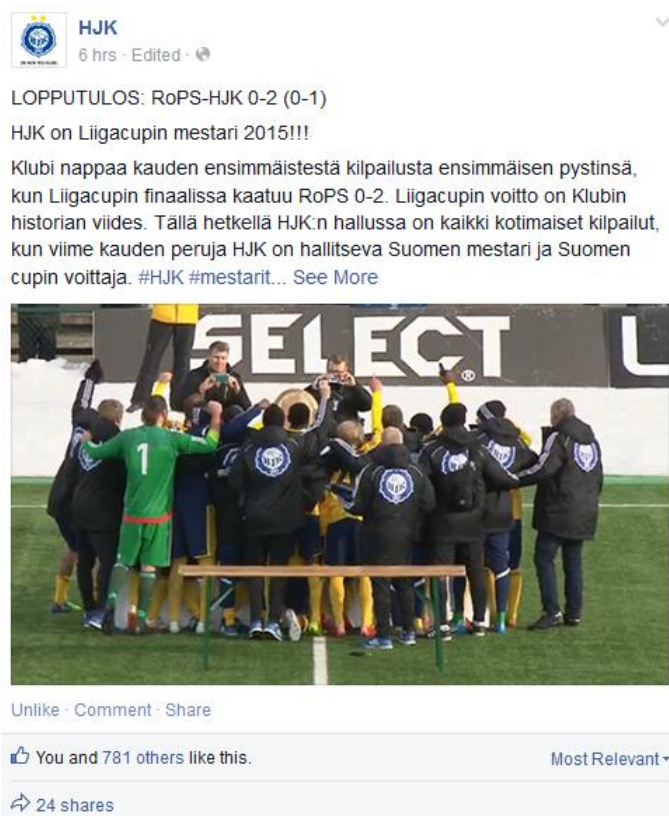 HJK
6 hrs · Edited ·
LOPPUTULOS: RoPS-HJK 0-2 (0-1)
HJK on Liigacupin mestari 2015!!!
Klubi nappaa kauden ensimmäistestä kilpailusta ensimmäisen pystinsä,
kun Liigacupin finaalissa kaatuu RoPS 0-2. Liigacupin voitto on Klubin
historian viides. Tällä hetkellä HJK:n hallussa on kaikki kotimaiset kilpailut,
kun viime kauden peruja HJK on hallitseva Suomen mestari ja Suomen
cupin voittaja. #HJK #mestarit... See More
SELECT
1
Unlike · Comment · Share
You and 781 others like this.
Most Relevant
24 shares